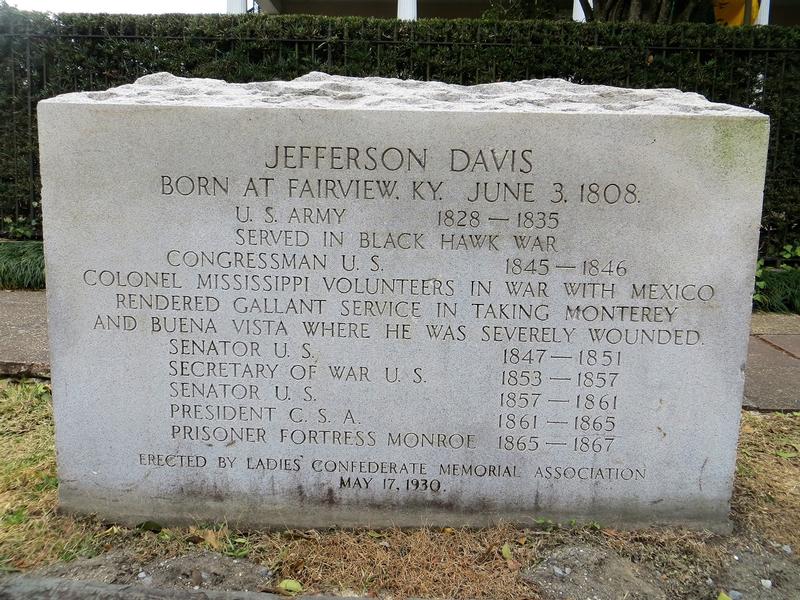 JEFFERSON DAVIS
BORN AT FAIRVIEW, KY. JUNE 3, 1808.
U. S. ARMY 1828 — 1835
SERVED IN BLACK HAWK WAR
CONGRESSMAN U. S. 1845 — 1846
COLONEL MISSISSIPPI VOLUNTEERS IN WAR WITH MEXICO
RENDERED GALLANT SERVICE IN TAKING MONTEREY
AND BUENA VISTA WHERE HE WAS SEVERELY WOUNDED.
SENATOR U. S. 1847 — 1851
SECRETARY OF WAR U. S. 1853 — 1857
SENATOR U. S. 1857 — 1861
PRESIDENT C. S. A. 1861 — 1865
PRISONER FORTRESS MONROE 1865 — 1867
ERECTED BY LADIES' CONFEDERATE MEMORIAL ASSOCIATION
MAY 17, 1930.